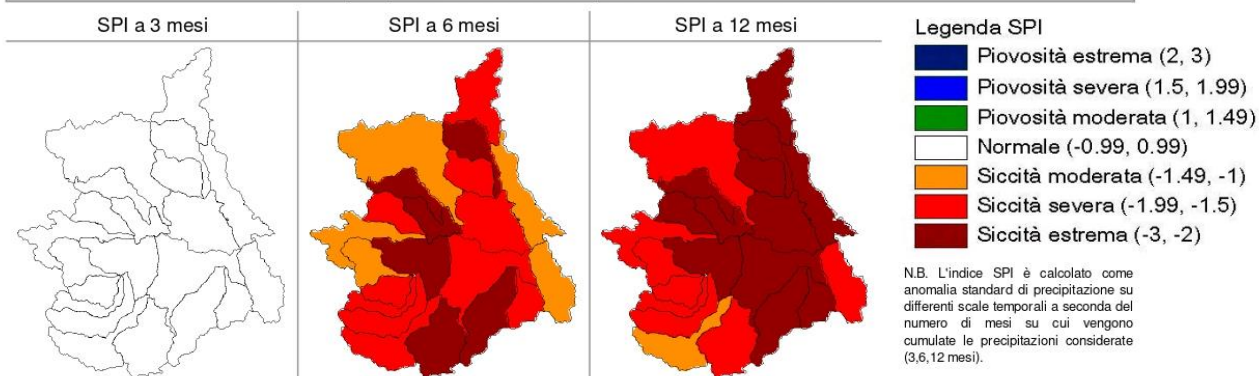 SPI a 3 mesi
SPI a 6 mesi
SPI a 12 mesi
Legenda SPI
Piovosità estrema (2, 3)
Piovosità severa (1.5, 1.99)
Piovosità moderata (1, 1.49)
Normale (-0.99, 0.99)
Siccità moderata (-1.49, -1)
Siccità severa (-1.99, -1.5)
Siccità estrema (-3, -2)
N.B. L'indice SPI è calcolato come
anomalia standard di precipitazione su
differenti scale temporali a seconda del
numero di mesi su cui vengono
cumulate le precipitazioni considerate
(3,6,12 mesi).